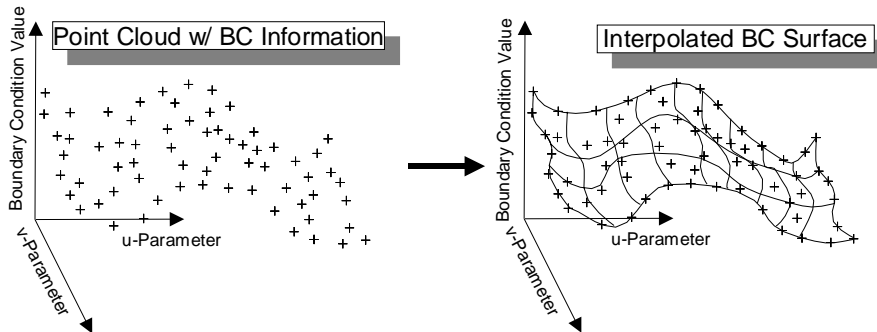 Point Cloud w/ BC Information
Boundary Condition Value
u-Parameter
v-Parameter
Interpolated BC Surface
Boundary Condition Value
u-Parameter
v-Parameter